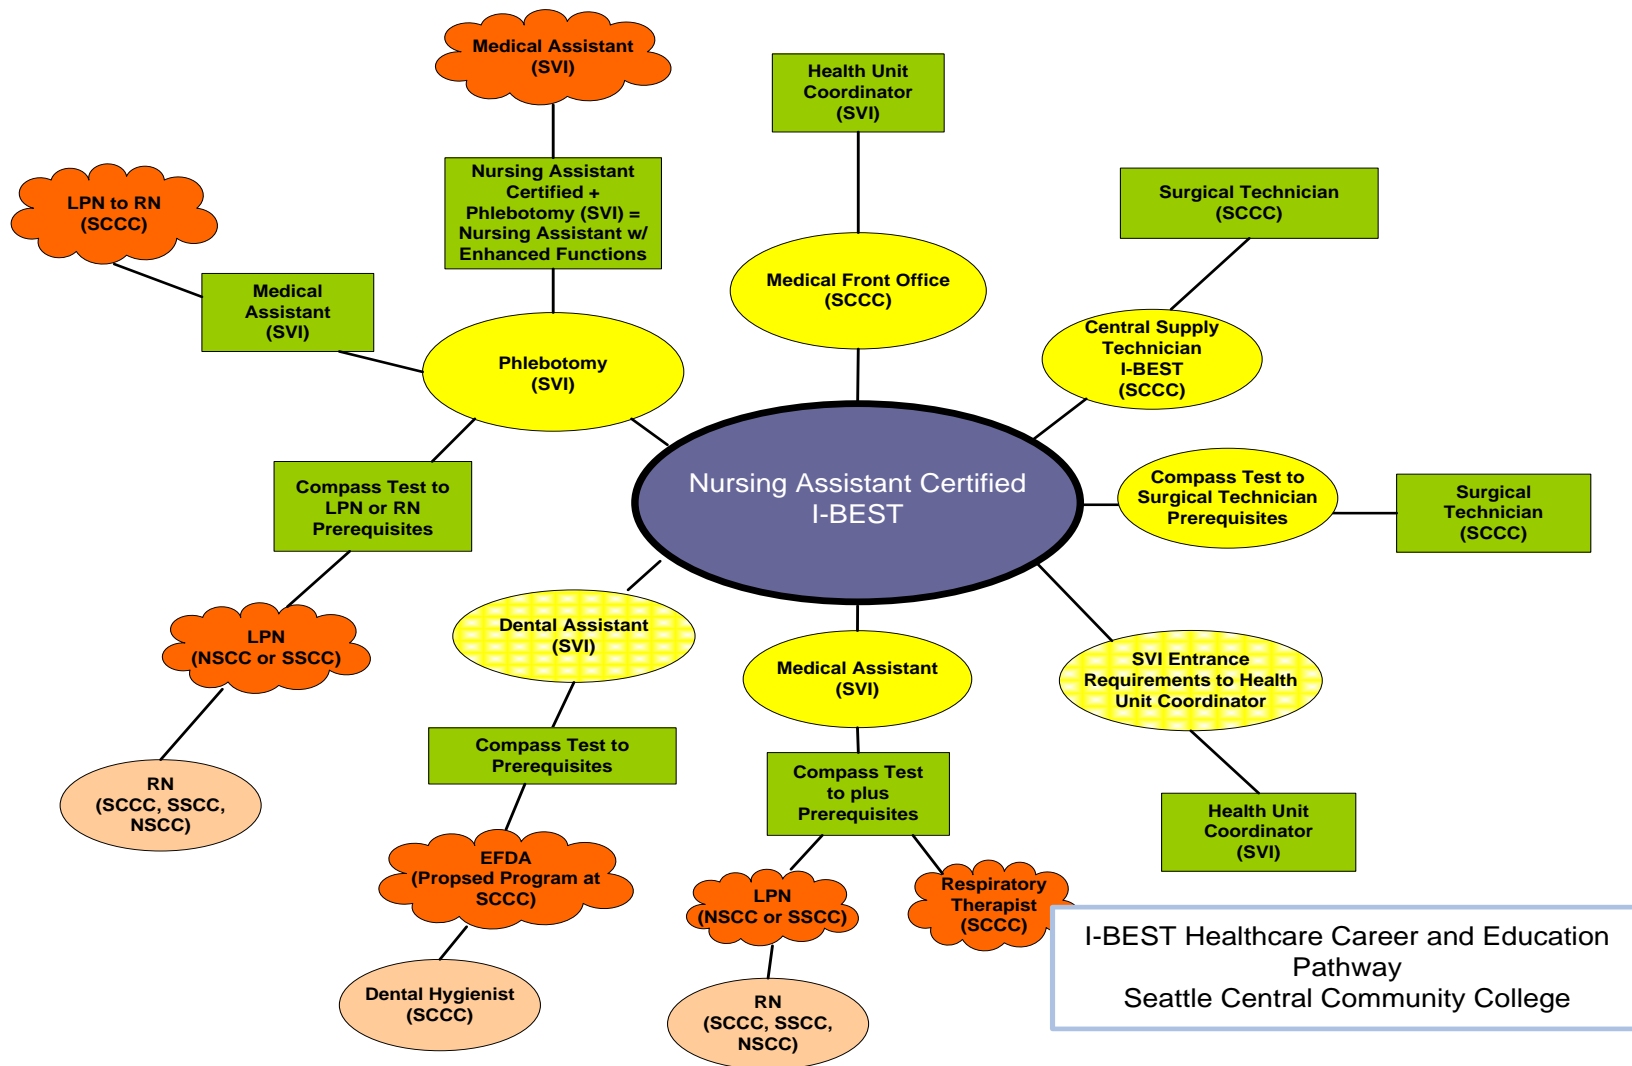 Medical Assistant
(SVI)
Health Unit
Coordinator
(SVI)
Nursing Assistant
Certified +
Phlebotomy (SVI) =
Nursing Assistant w/
Enhanced Functions
LPN to RN
(SCCC)
Surgical Technician
(SCCC)
Medical
Assistant
(SVI)
Medical Front Office
(SCCC)
Central Supply
Technician
I-BEST
(SCCC)
Phlebotomy
(SVI)
Nursing Assistant Certified
I-BEST
Compass Test to
LPN or RN
Prerequisites
Compass Test to
Surgical Technician
Prerequisites
Surgical
Technician
(SCCC)
LPN
(NSCC or SSCC)
Dental Assistant
(SVI)
Medical Assistant
(SVI)
SVI Entrance
Requirements to Health
Unit Coordinator
RN
(SCCC, SSCC,
NSCC)
Compass Test to
Prerequisites
Compass Test
to plus
Prerequisites
Health Unit
Coordinator
(SVI)
EFDA
(Propsed Program at
SCCC)
LPN
(NSCC or SSCC)
Respiratory
Therapist
(SCCC)
Dental Hygienist
(SCCC)
RN
(SCCC, SSCC,
NSCC)
I-BEST Healthcare Career and Education
Pathway
Seattle Central Community College